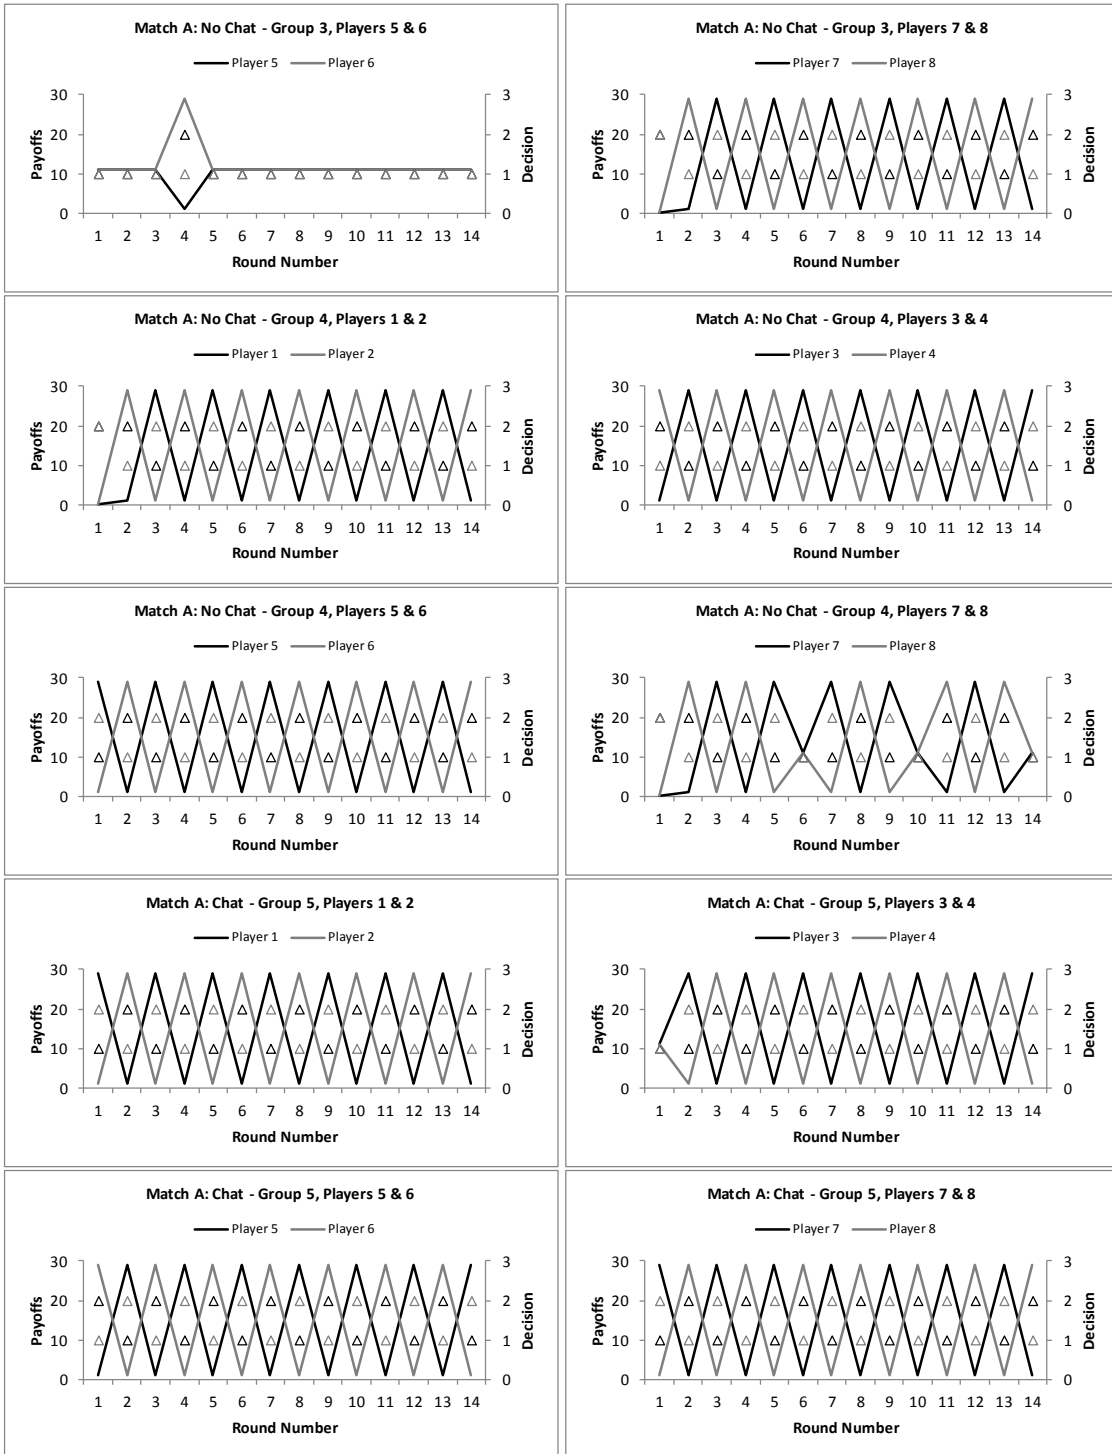 Match A: No Chat - Group 3, Players 5 & 6
Player 5 Player 6
30
20
10
0
Payoffs
3
2
1
0
Decision
1 2 3 4 5 6 7 8 9 10 11 12 13 14
Round Number
Match A: No Chat - Group 3, Players 7 & 8
Player 7 Player 8
30
20
10
0
Payoffs
3
2
1
0
Decision
1 2 3 4 5 6 7 8 9 10 11 12 13 14
Round Number
Match A: No Chat - Group 4, Players 1 & 2
Player 1 Player 2
30
20
10
0
Payoffs
3
2
1
0
Decision
1 2 3 4 5 6 7 8 9 10 11 12 13 14
Round Number
Match A: No Chat - Group 4, Players 3 & 4
Player 3 Player 4
30
20
10
0
Payoffs
3
2
1
0
Decision
1 2 3 4 5 6 7 8 9 10 11 12 13 14
Round Number
Match A: No Chat - Group 4, Players 5 & 6
Player 5 Player 6
30
20
10
0
Payoffs
3
2
1
0
Decision
1 2 3 4 5 6 7 8 9 10 11 12 13 14
Round Number
Match A: No Chat - Group 4, Players 7 & 8
Player 7 Player 8
30
20
10
0
Payoffs
3
2
1
0
Decision
1 2 3 4 5 6 7 8 9 10 11 12 13 14
Round Number
Match A: Chat - Group 5, Players 1 & 2
Player 1 Player 2
30
20
10
0
Payoffs
3
2
1
0
Decision
1 2 3 4 5 6 7 8 9 10 11 12 13 14
Round Number
Match A: Chat - Group 5, Players 3 & 4
Player 3 Player 4
30
20
10
0
Payoffs
3
2
1
0
Decision
1 2 3 4 5 6 7 8 9 10 11 12 13 14
Round Number
Match A: Chat - Group 5, Players 5 & 6
Player 5 Player 6
30
20
10
0
Payoffs
3
2
1
0
Decision
1 2 3 4 5 6 7 8 9 10 11 12 13 14
Round Number
Match A: Chat - Group 5, Players 7 & 8
Player 7 Player 8
30
20
10
0
Payoffs
3
2
1
0
Decision
1 2 3 4 5 6 7 8 9 10 11 12 13 14
Round Number